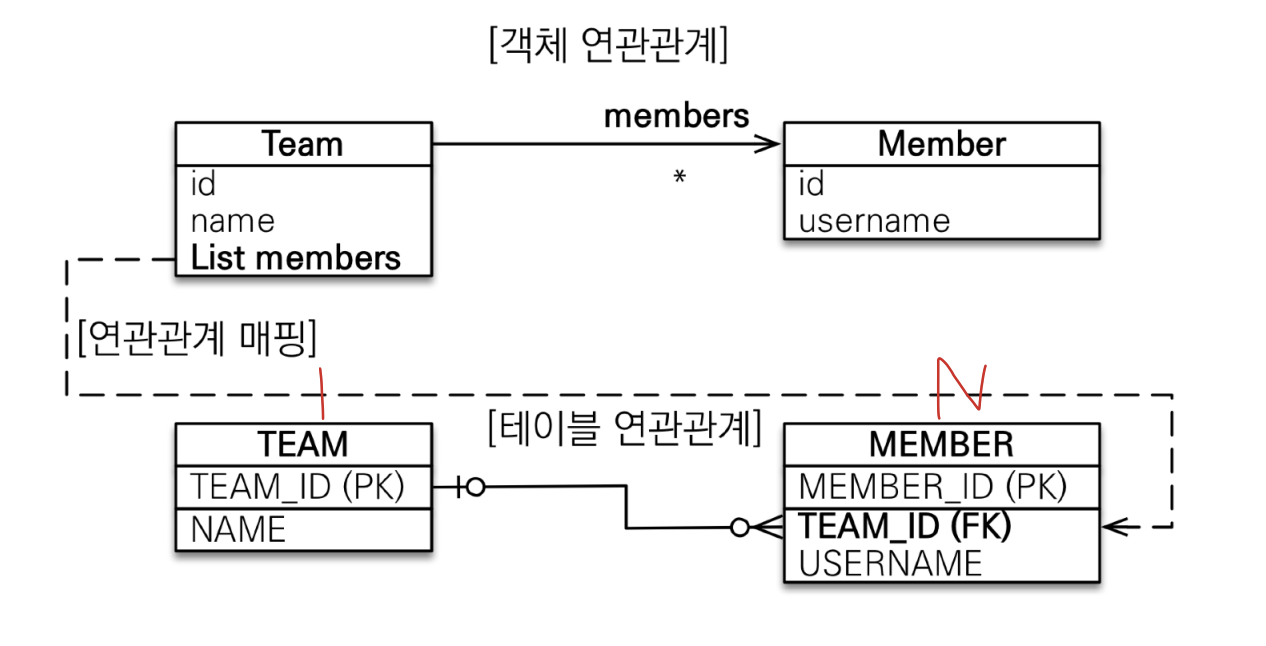 [객체 연관관계]
members
Team
Member
*
id
name
List members
id
username
[연관관계 매핑]
1
N
[테이블 연관관계]
TEAM
TEAM_ID (PK)
NAME
MEMBER
MEMBER_ID (PK)
TEAM_ID (FK)
USERNAME